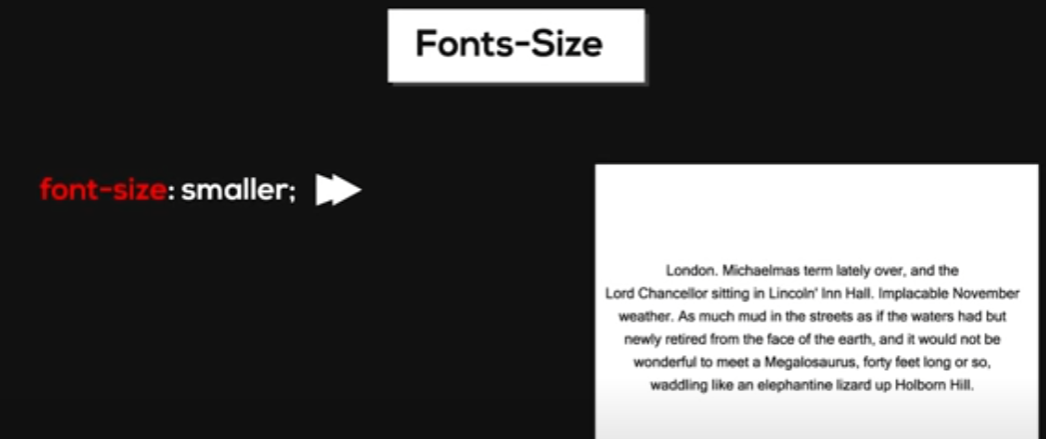 Fonts-Size
font-size: smaller;
London. Michaelmas term lately over, and the
Lord Chancellor sitting in Lincoln' Inn Hall. Implacable November
weather. As much mud in the streets as if the waters had but
newly retired from the face of the earth, and it would not be
wonderful to meet a Megalosaurus, forty feet long or so,
waddling like an elephantine lizard up Holborn Hill.